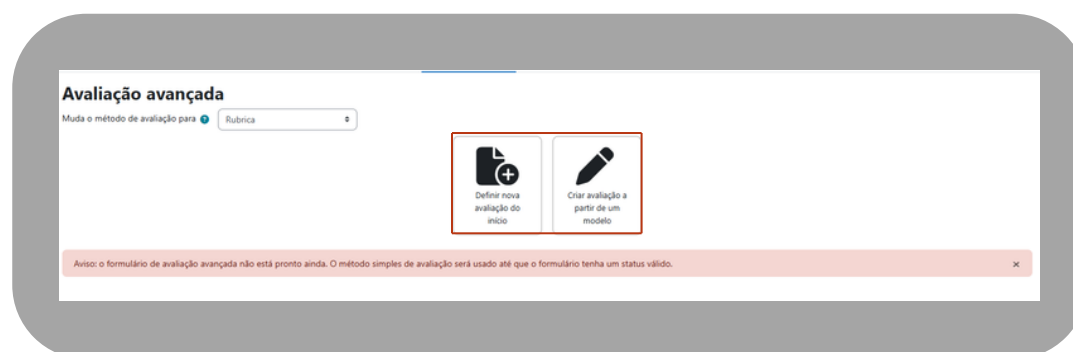 Avaliação avançada
Muda o método de avaliação para
Rubrica
Definir nova
avaliação do
início
Criar avaliação a
partir de um
modelo
Aviso: o formulário de avaliação avançada não está pronto ainda. O método simples de avaliação será usado até que o formulário tenha um status válido.